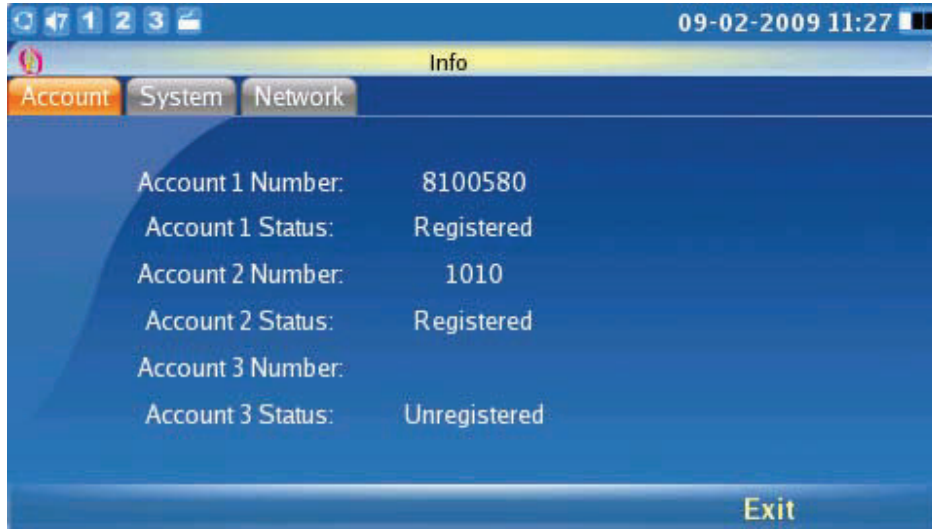 1 2 3 09-02-2009 11:27
Info
Account System Network
Account 1 Number: 8100580
Account 1 Status: Registered
Account 2 Number: 1010
Account 2 Status: Registered
Account 3 Number:
Account 3 Status: Unregistered
Exit